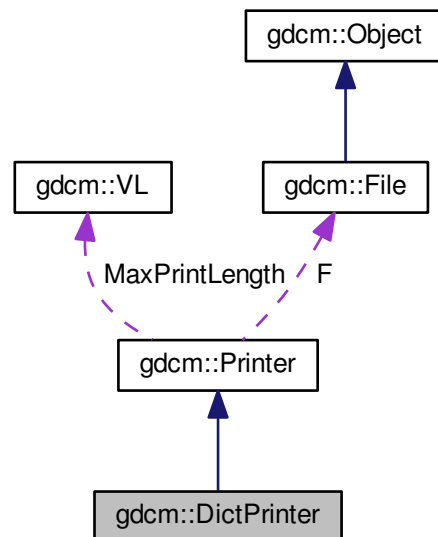 gdcm::Object
gdcm::VL
gdcm::File
MaxPrintLength
F
gdcm::Printer
gdcm::DictPrinter